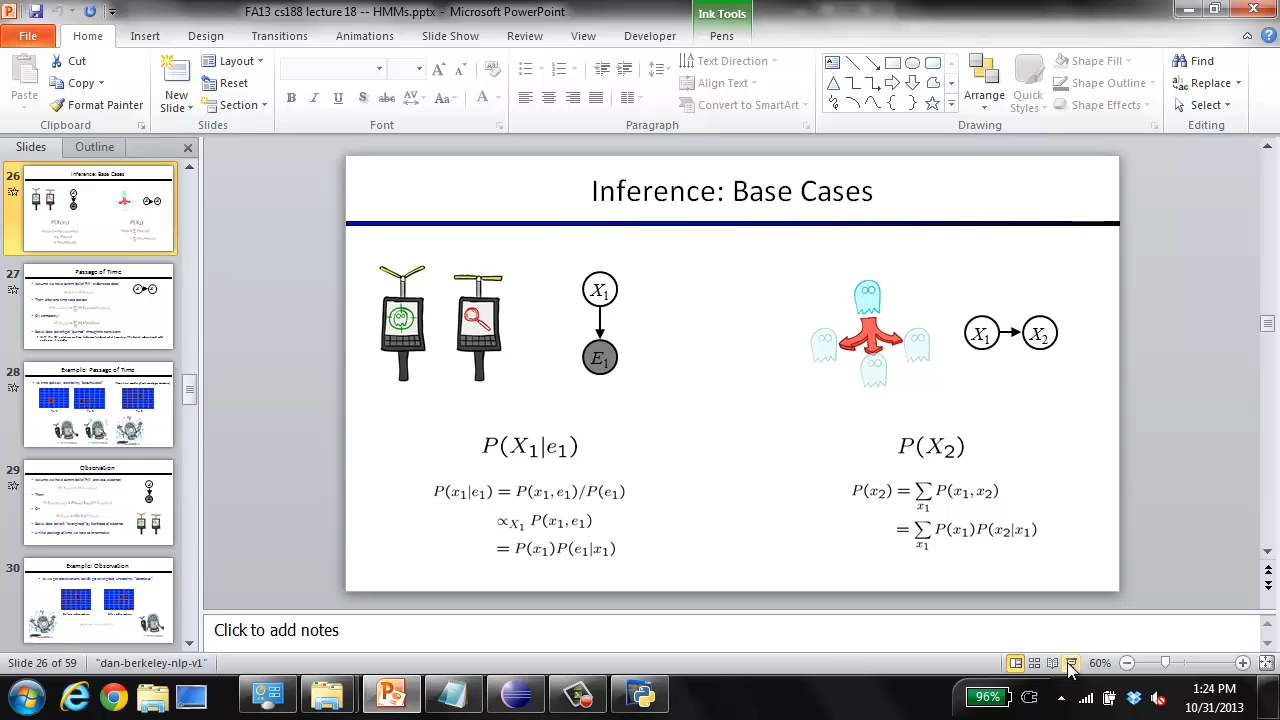 FA13 cs188 lecture 18 -- HMMs.pptx - Microsoft PowerPoint
Ink Tools
File Home Insert Design Transitions Animations Slide Show Review View Developer Pens
Paste
Cut
Copy
Format Painter
Clipboard
New Slide
Layout
Reset
Section
Slides
B I U S abc AV Aa A
Font
Text Direction
Align Text
Convert to SmartArt
Paragraph
Arrange
Quick Styles
Shape Fill
Shape Outline
Shape Effects
Drawing
Find
Replace
Select
Editing
Slides Outline
26
Inference: Base Cases
27
Passage of Time
28
Example: Passage of Time
29
Observation
30
Example: Observation
Inference: Base Cases
X₁
E₁
X₁ X₂
P(X₁|e₁)
P(x₁|e₁) = P(x₁, e₁)/P(e₁)
∝X₁ P(x₁, e₁)
= P(x₁)P(e₁|x₁)
P(X₂)
P(x₂) = ∑x₁ P(x₁, x₂)
= ∑x₁ P(x₁)P(x₂|x₁)
Click to add notes
Slide 26 of 59 "dan-berkeley-nlp-v1" 60%
96%
1:24 PM
10/31/2013